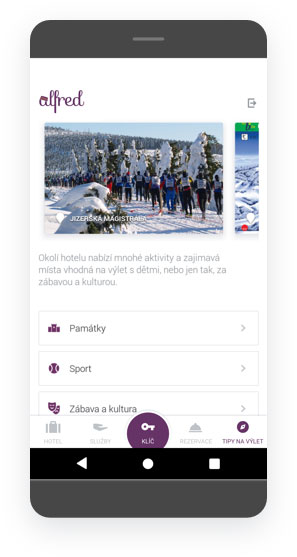 alfred
JIZERSKÁ MAGISTRÁLA
Okolí hotelu nabízí mnohé aktivity a zajimavá
místa vhodná na výlet s dětmi, nebo jen tak, za
zábavou a kulturou.
Památky
Sport
Zábava a kultura
HOTEL
SLUŽBY
KLÍČ
REZERVACE
TIPY NA VÝLET